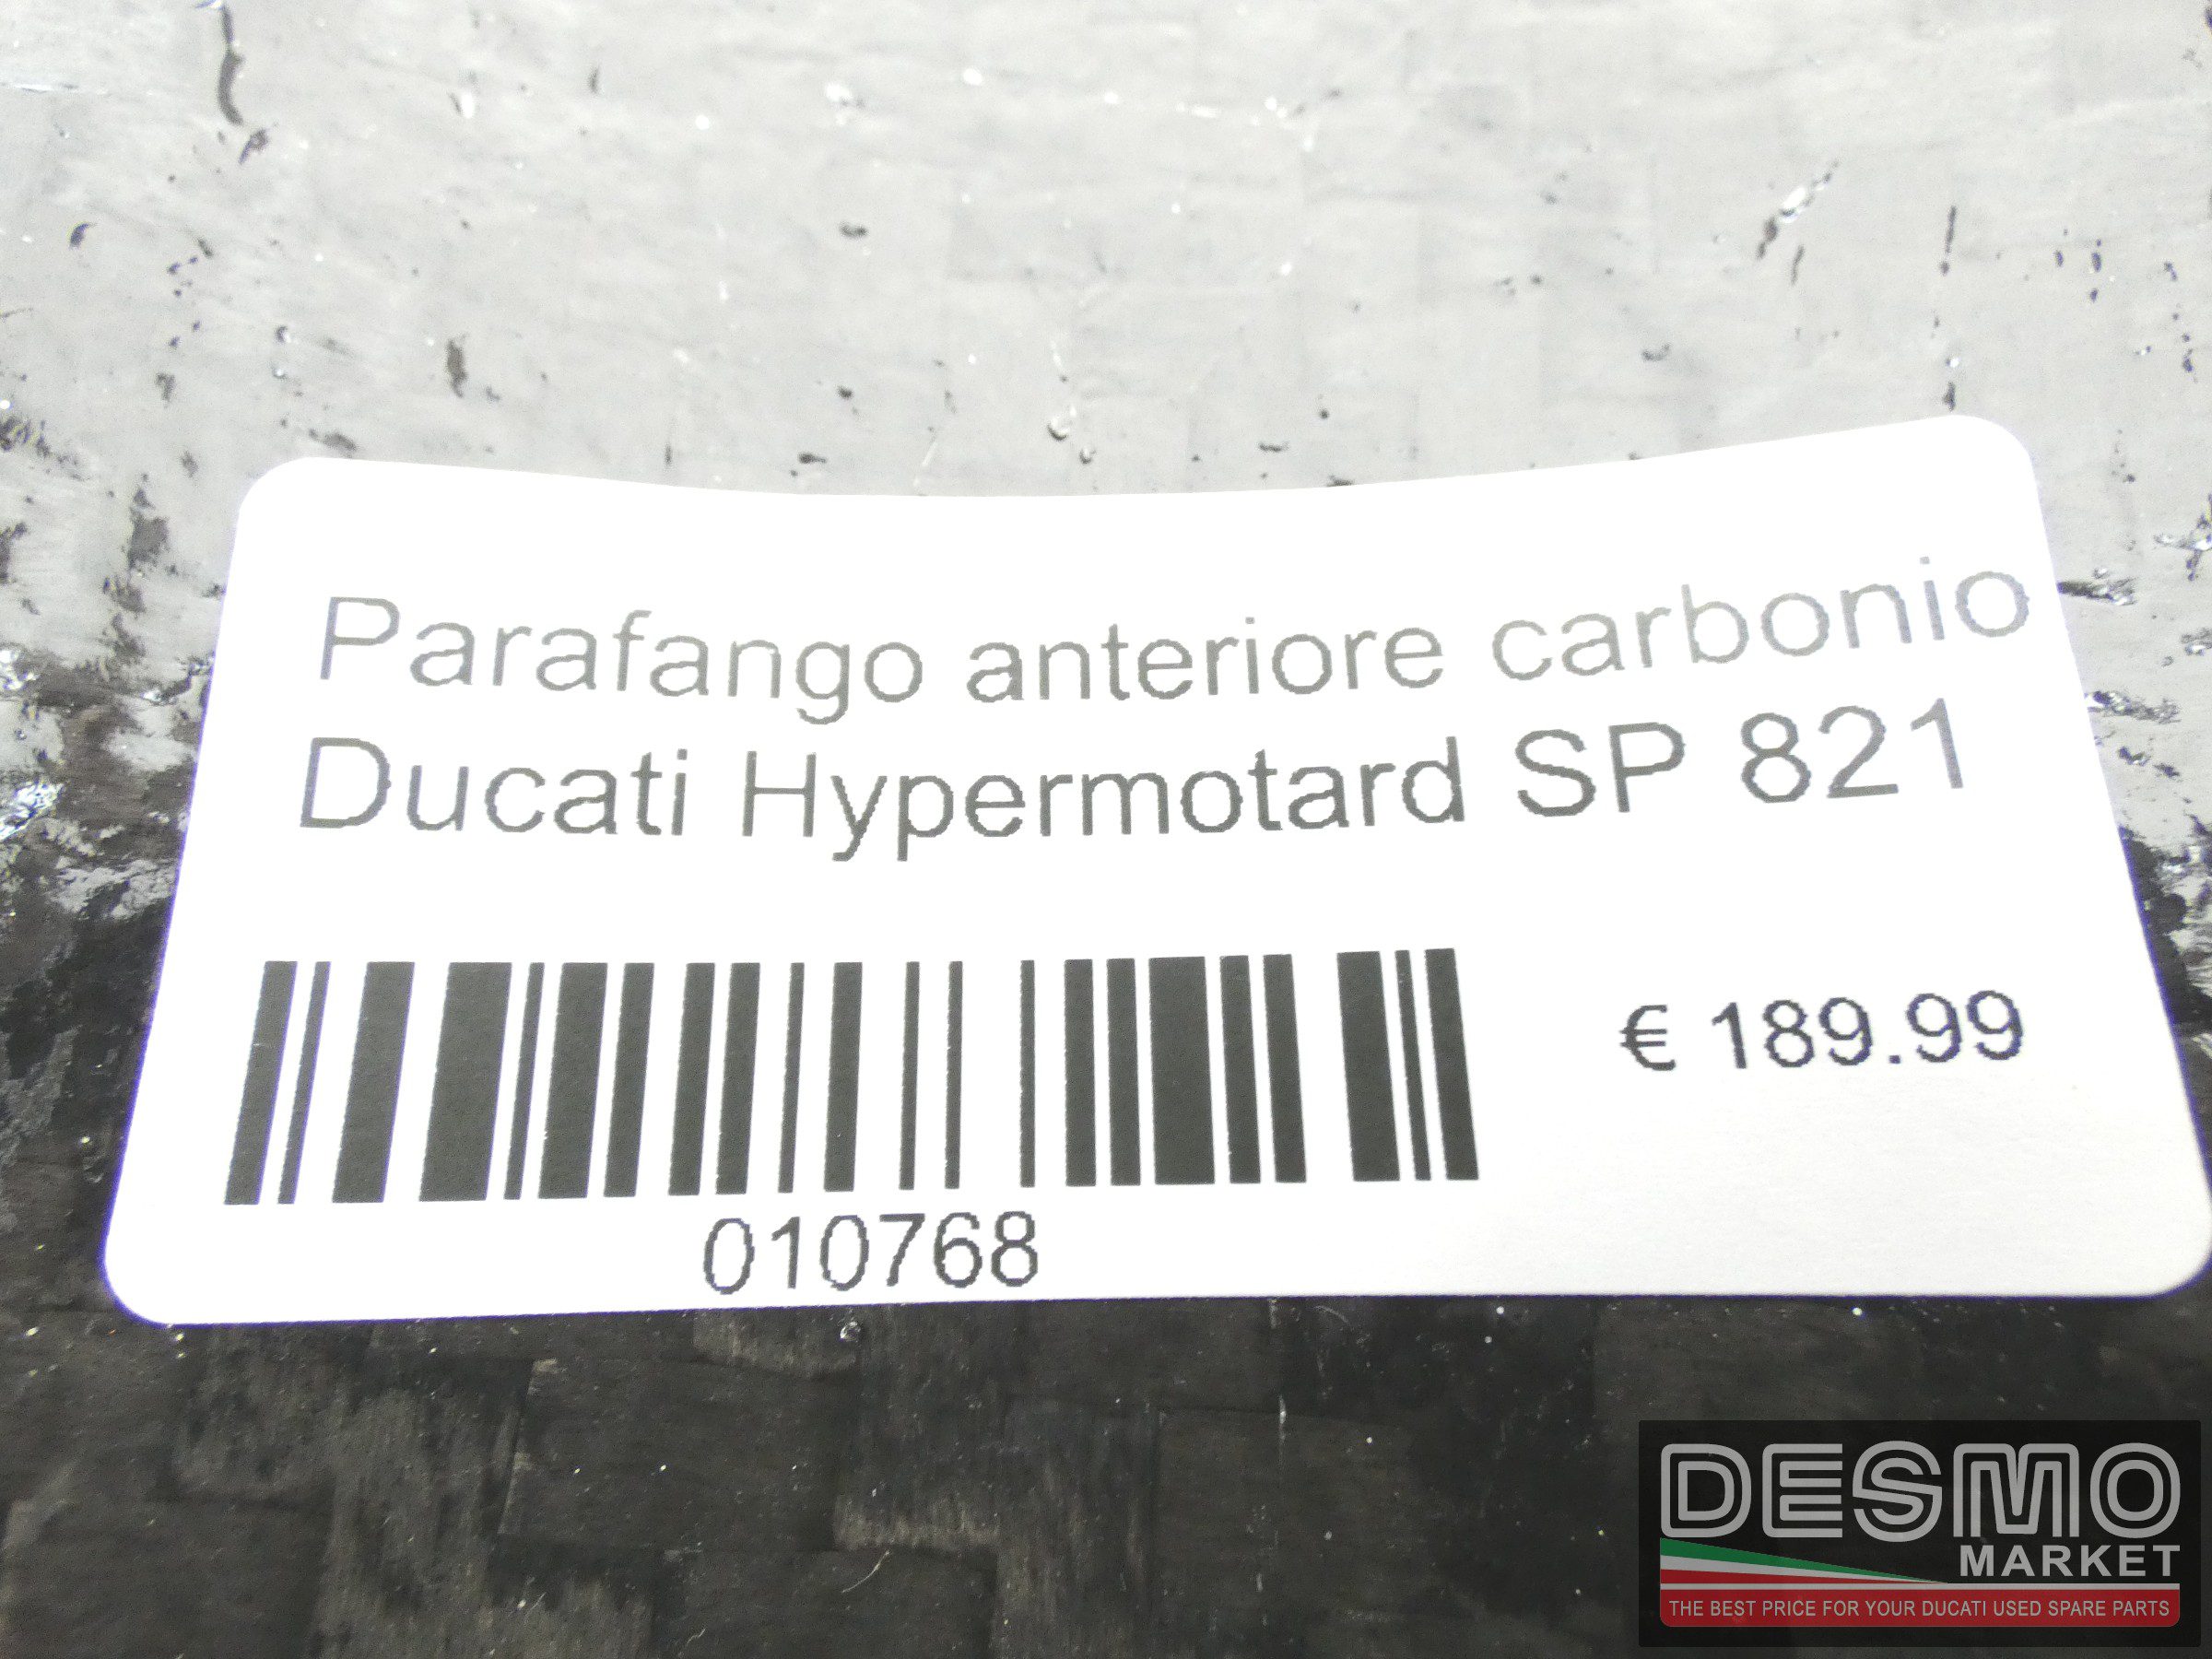 Parafango anteriore carbonio
Ducati Hypermotard SP 821
€ 189.99
010768
DESMO
MARKET
THE BEST PRICE FOR YOUR DUCATI USED SPARE PARTS